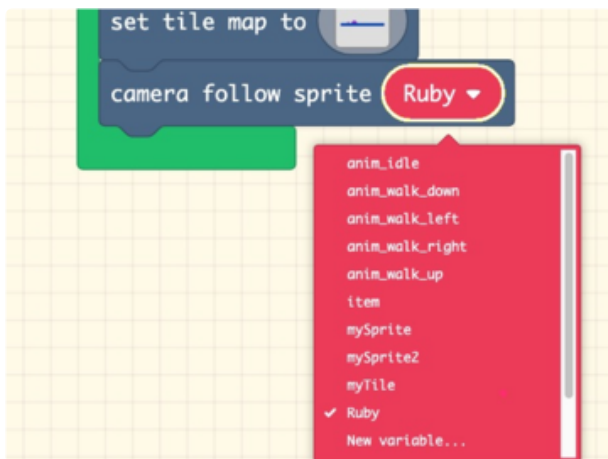 set tile map to
camera follow sprite Ruby
anim_idle
anim_walk_down
anim_walk_left
anim_walk_right
anim_walk_up
item
mySprite
mySprite2
myTile
Ruby
New variable...